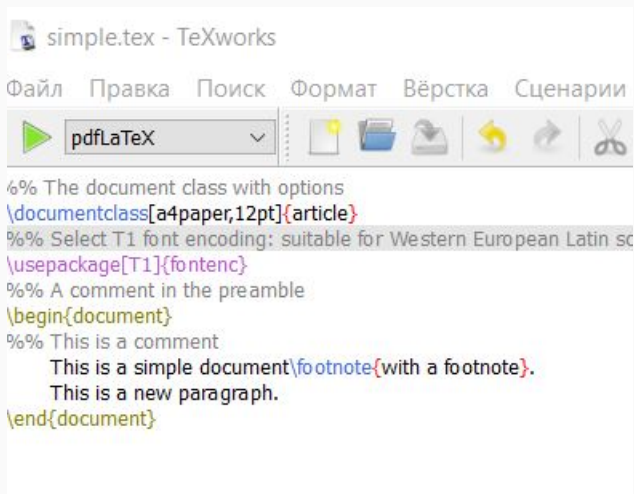 simple.tex - TeXworks
Файл Правка Поиск Формат Вёрстка Сценарии
pdfLaTeX
%% The document class with options
\documentclass[a4paper,12pt]{article}
%% Select T1 font encoding: suitable for Western European Latin sc
\usepackage[T1]{fontenc}
%% A comment in the preamble
\begin{document}
%% This is a comment
This is a simple document\footnote{with a footnote}.
This is a new paragraph.
\end{document}